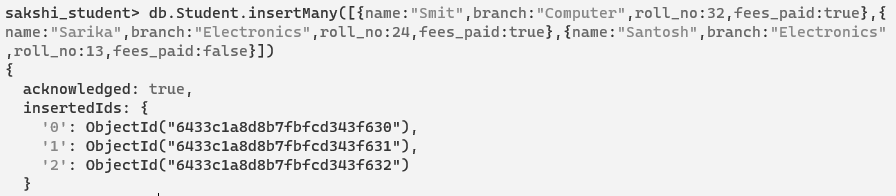 sakshi_student> db.Student.insertMany([{name:"Smit",branch:"Computer",roll_no:32,fees_paid:true},{
name:"Sarika",branch:"Electronics",roll_no:24,fees_paid:true},{name:"Santosh",branch:"Electronics"
,roll_no:13,fees_paid:false}])
{
  acknowledged: true,
  insertedIds: {
    '0': ObjectId("6433c1a8d8b7fbfcd343f630"),
    '1': ObjectId("6433c1a8d8b7fbfcd343f631"),
    '2': ObjectId("6433c1a8d8b7fbfcd343f632")
  }